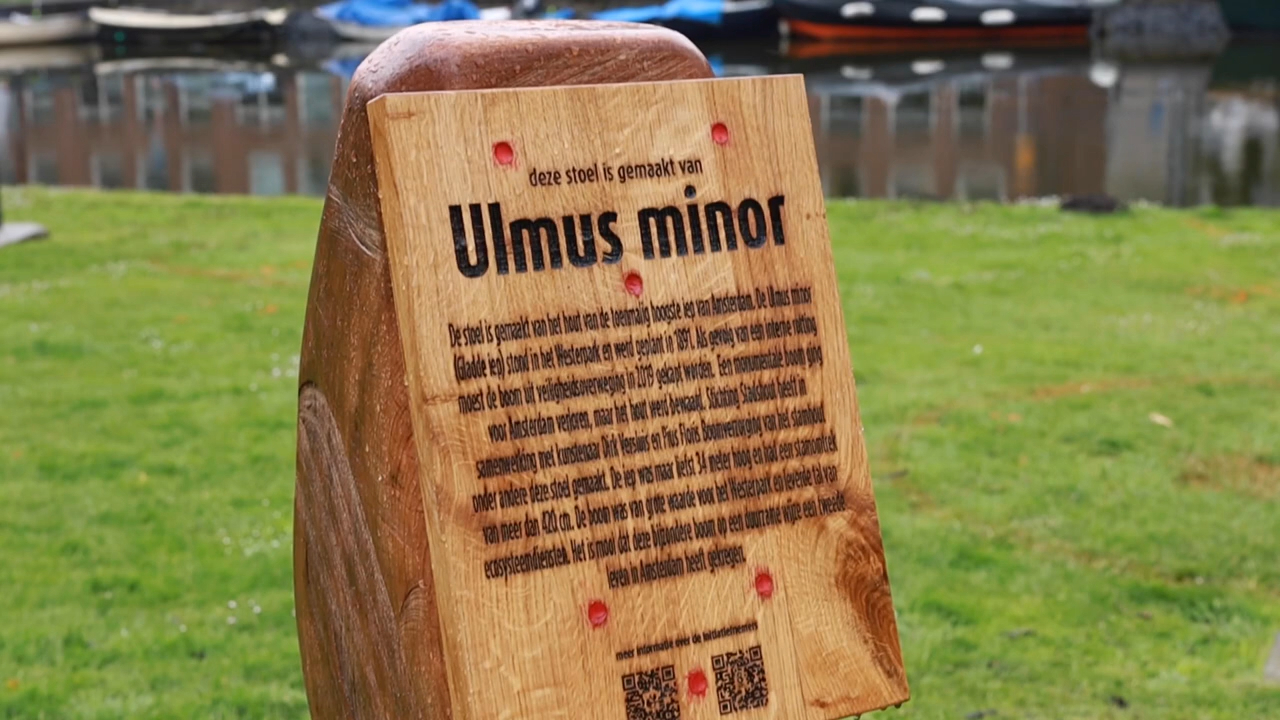 deze stoel is gemaakt van
Ulmus minor
De stoel is gemaakt van het hout van de toenmalig hoogste iep van Amsterdam. De Ulmus minor
(Gladde iep) stond in het Westerpark en werd geplant in 1891. Als gevolg van een interne rotting
moest de boom uit veiligheidsoverweging in 2019 gekapt worden. Een monumentale boom ging
voor Amsterdam verloren, maar het hout werd bewaard. Stichting Stadshout heeft in
samenwerking met kunstenaar Dirk Versluis en Pius Floris Boomverzorging van het stamhout
onder andere deze stoel gemaakt. De iep was maar liefst 34 meter hoog en had een stamomtrek
van meer dan 420 cm. De boom was van grote waarde voor het Westerpark en leverde tal van
ecosysteemdiensten. Het is mooi dat deze bijzondere boom op een duurzame wijze een tweede
leven in Amsterdam heeft gekregen.
meer informatie over de initiatiefnemers